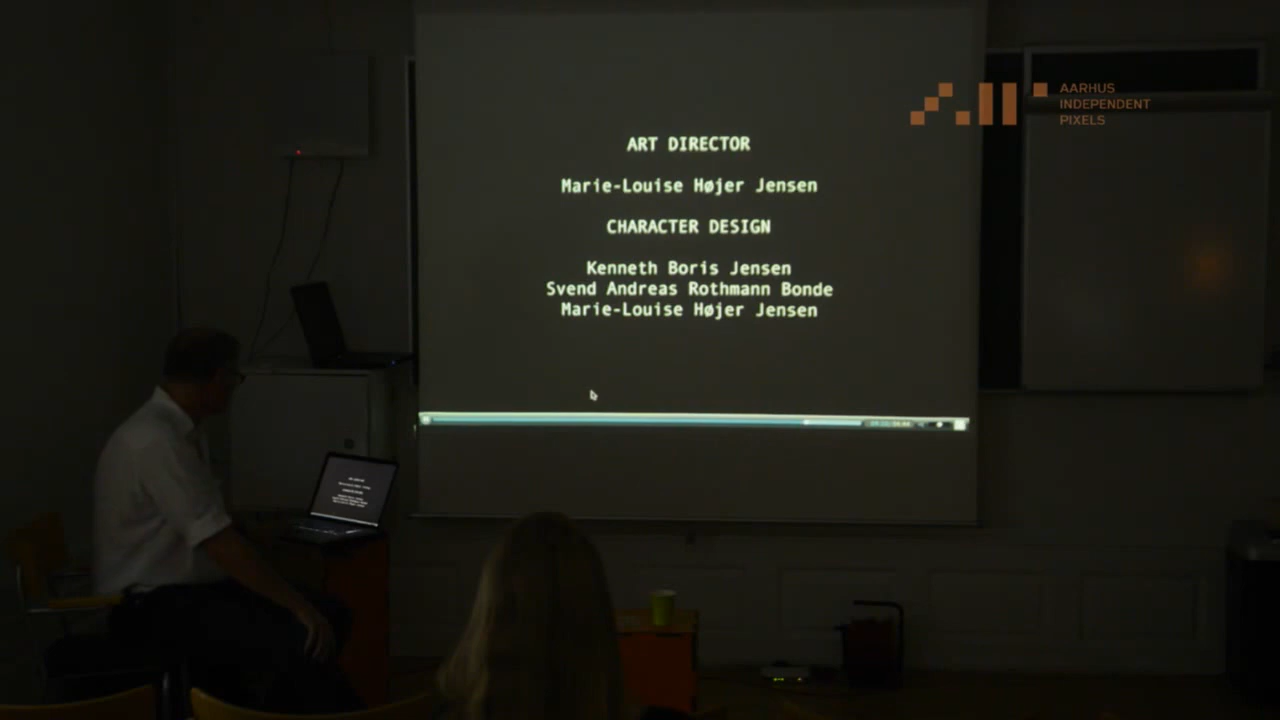 AARHUS
INDEPENDENT
PIXELS
ART DIRECTOR
Marie-Louise Højer Jensen
CHARACTER DESIGN
Kenneth Boris Jensen
Svend Andreas Rothmann Bonde
Marie-Louise Højer Jensen